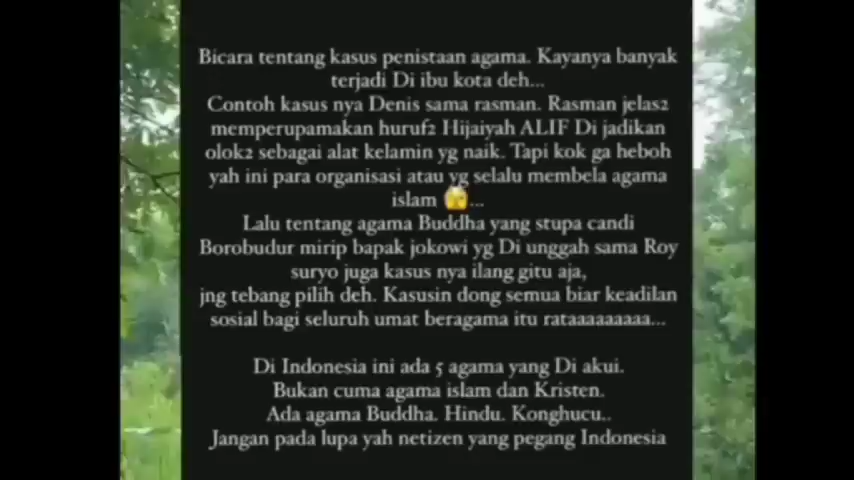 Bicara tentang kasus penistaan agama. Kayanya banyak
terjadi Di ibu kota deh...
Contoh kasus nya Denis sama rasman. Rasman jelas2
memperupamakan huruf2 Hijaiyah ALIF Di jadikan
olok2 sebagai alat kelamin yg naik. Tapi kok ga heboh
yah ini para organisasi atau yg selalu membela agama
islam 🫣...
Lalu tentang agama Buddha yang stupa candi
Borobudur mirip bapak jokowi yg Di unggah sama Roy
suryo juga kasus nya ilang gitu aja,
jng tebang pilih deh. Kasusin dong semua biar keadilan
sosial bagi seluruh umat beragama itu rataaaaaaaaa...
Di Indonesia ini ada 5 agama yang Di akui.
Bukan cuma agama islam dan Kristen.
Ada agama Buddha. Hindu. Konghucu..
Jangan pada lupa yah netizen yang pegang Indonesia